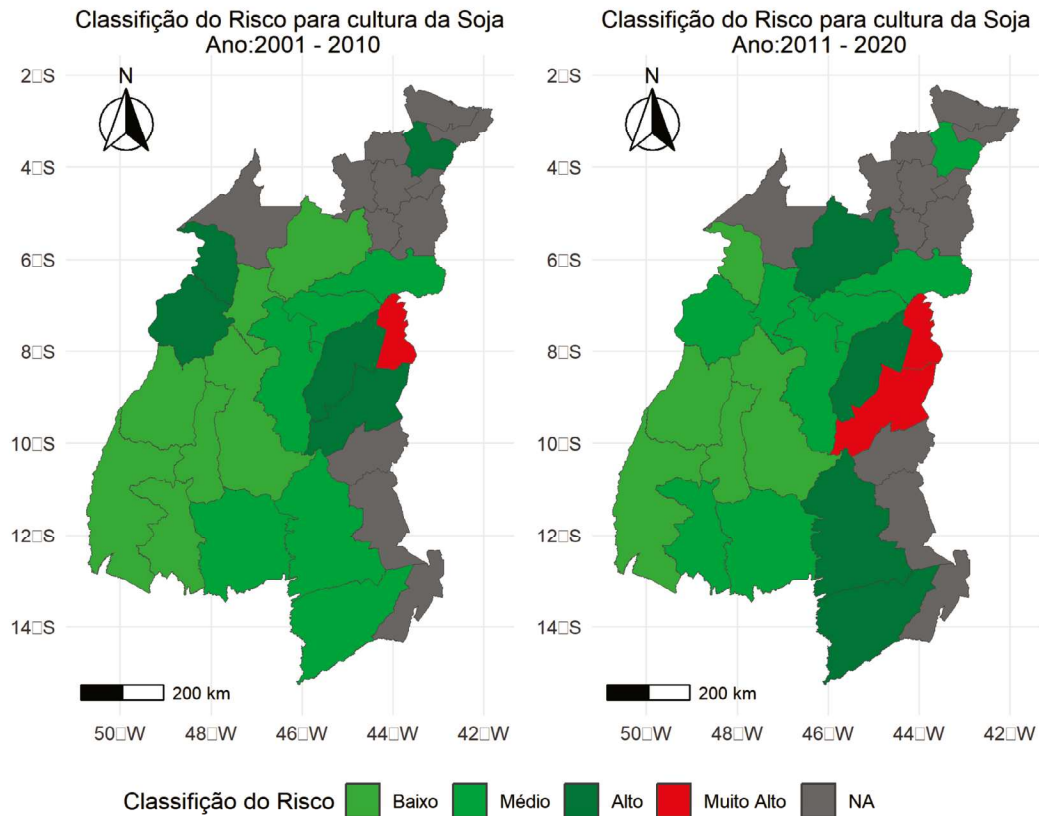 Classifição do Risco para cultura da Soja
Ano:2001 - 2010
2□S
4□S
6□S
8□S
10□S
12□S
14□S
N
200 km
50□W
48□W
46□W
44□W
42□W
Classifição do Risco para cultura da Soja
Ano:2011 - 2020
2□S
4□S
6□S
8□S
10□S
12□S
14□S
N
200 km
50□W
48□W
46□W
44□W
42□W
Classifição do Risco Baixo Médio Alto Muito Alto NA